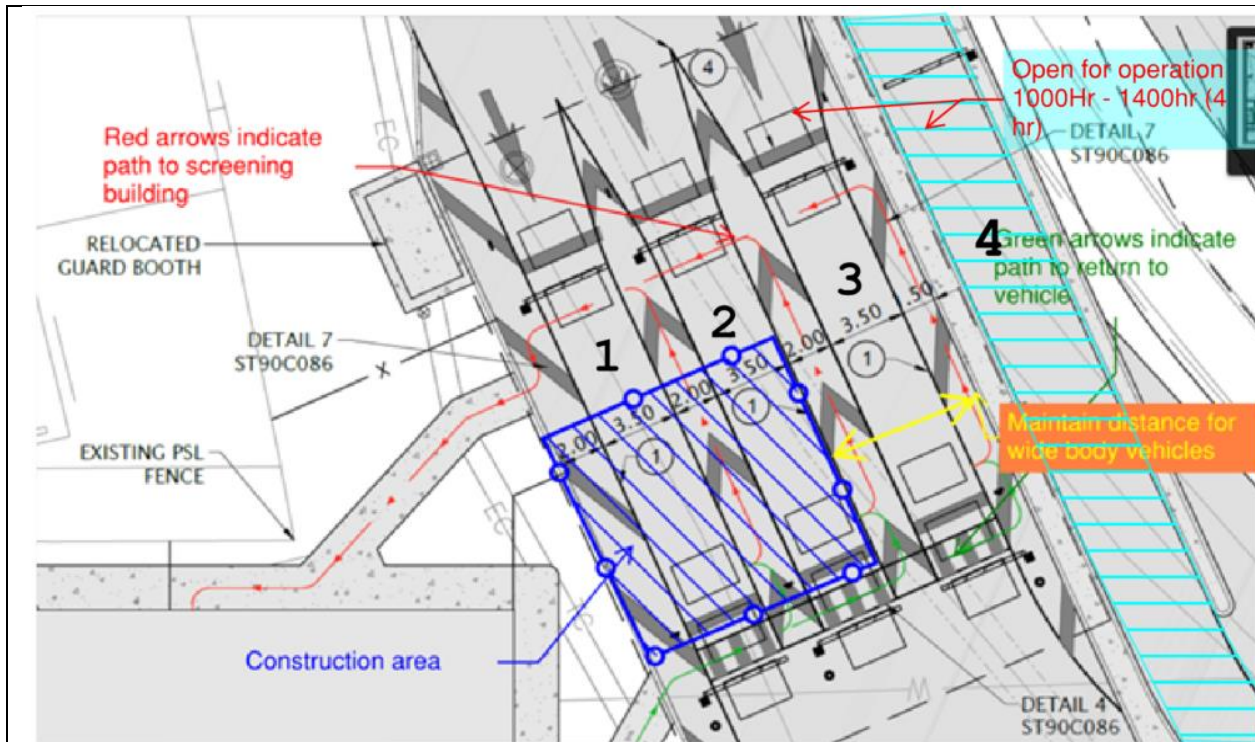 4
Open for operation
1000Hr - 1400hr (4
hr)
DETAIL 7
ST90C086
Red arrows indicate
path to screening
building
EC
RELOCATED
GUARD BOOTH
4
Green arrows indicate
path to return to
vehicle
3
2
1
DETAIL 7
ST90C086
X
2.00
3.50
2.00
3.50
2.00
3.50
.50
1
1
1
EXISTING PSL
FENCE
Maintain distance for
wide body vehicles
EC
Construction area
W
DETAIL 4
ST90C086